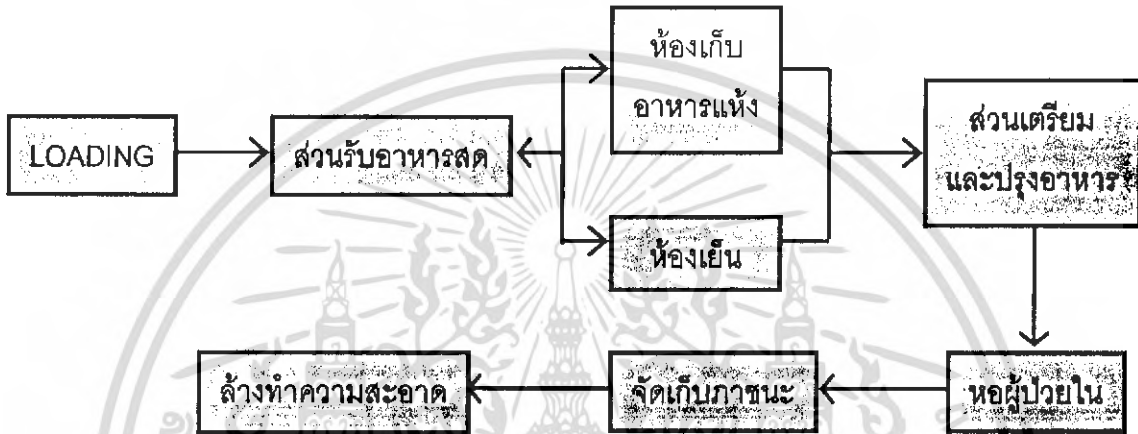 LOADING
ส่วนรับอาหารสด
ห้องเก็บ
อาหารแห้ง
ห้องเย็น
ส่วนเตรียม
และปรุงอาหาร
หอผู้ป่วยใน
จัดเก็บภาชนะ
ล้างทำความสะอาด